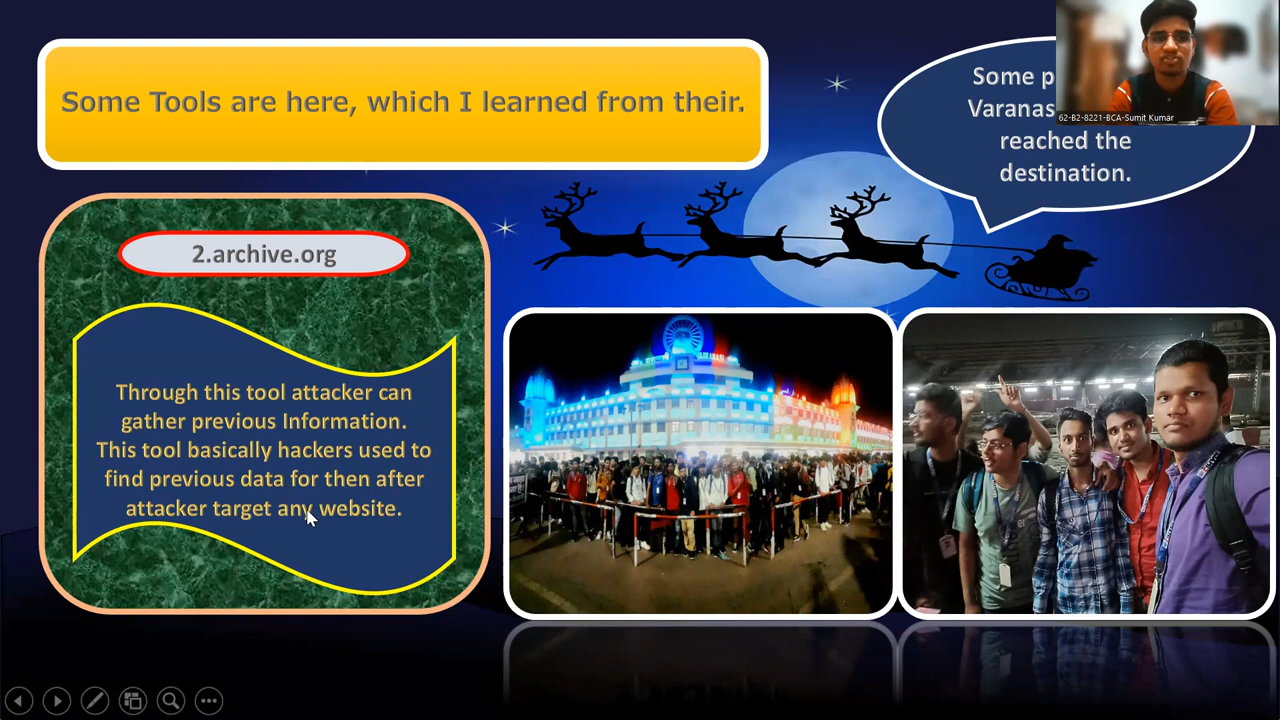 Some Tools are here, which I learned from their.
Some p
Varanas
reached the
destination.
62-B2-8221-BCA-Sumit Kumar
2.archive.org
Through this tool attacker can
gather previous Information.
This tool basically hackers used to
find previous data for then after
attacker target any website.